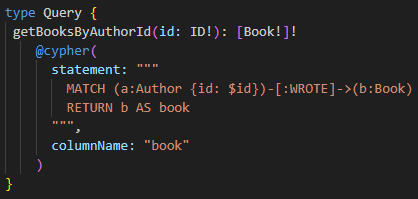 type Query {
 getBooksByAuthorId(id: ID!): [Book!]!
    @cypher(
      statement: """
        MATCH (a:Author {id: $id})-[:WROTE]->(b:Book)
        RETURN b AS book
      """,
      columnName: "book"
    )
}